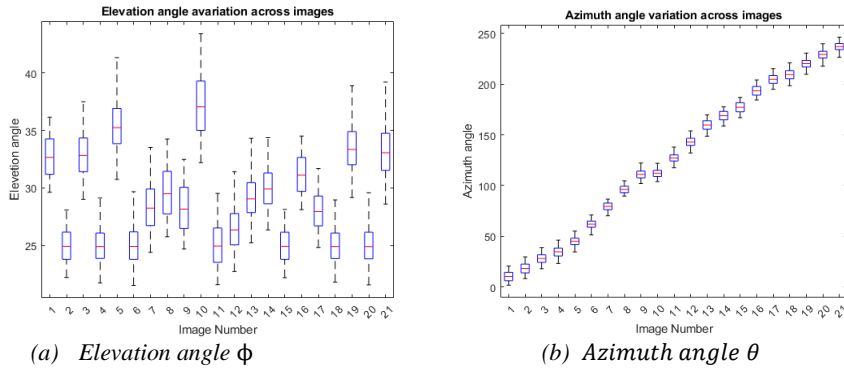 Elevation angle avariation across images
Elevetion angle
40
35
30
25
1 2 3 4 5 6 7 8 9 10 11 12 13 14 15 16 17 18 19 20 21
Image Number
(a) Elevation angle ϕ
Azimuth angle variation across images
Azimuth angle
250
200
150
100
50
0
1 2 3 4 5 6 7 8 9 10 11 12 13 14 15 16 17 18 19 20 21
Image Number
(b) Azimuth angle θ